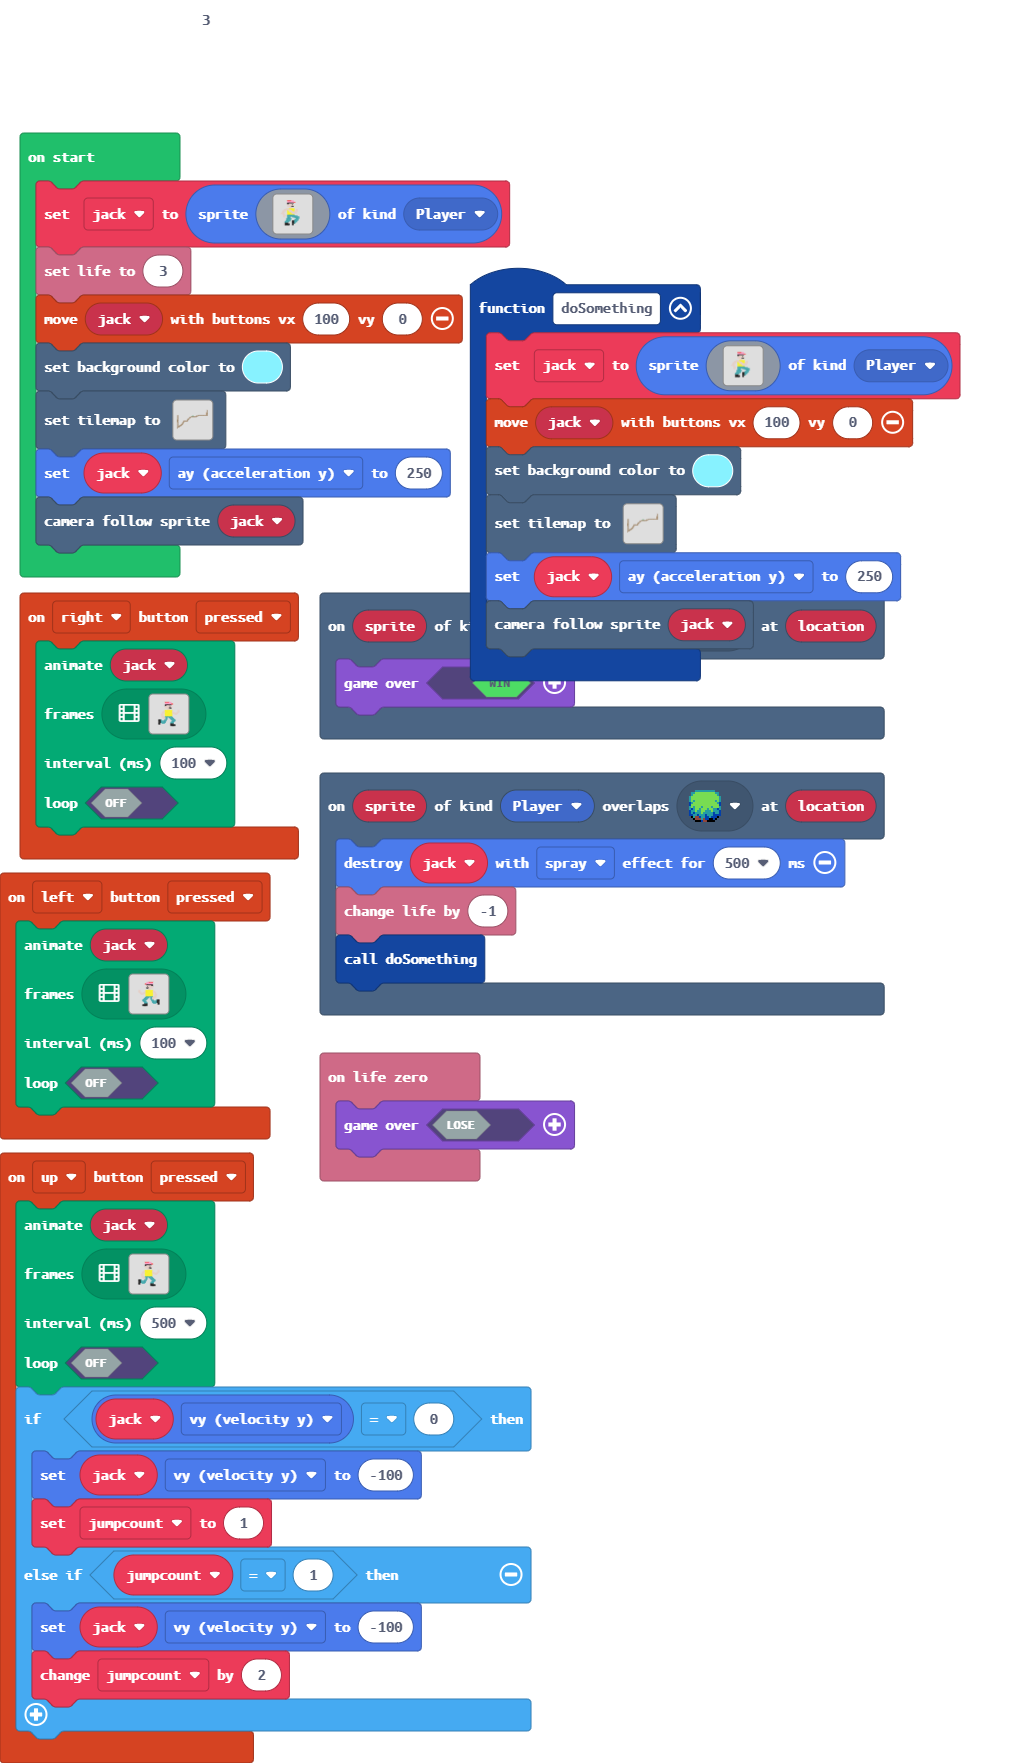 3
on start
set jack to sprite of kind Player
set life to 3
move jack with buttons vx 100 vy 0
set background color to
set tilemap to
set jack ay (acceleration y) to 250
camera follow sprite jack
function doSomething
set jack to sprite of kind Player
move jack with buttons vx 100 vy 0
set background color to
set tilemap to
set jack ay (acceleration y) to 250
camera follow sprite jack
on right button pressed
animate jack
frames
interval (ms) 100
loop OFF
on sprite of at location
game over WIN
on sprite of kind Player overlaps at location
destroy jack with spray effect for 500 ms
change life by -1
call doSomething
on left button pressed
animate jack
frames
interval (ms) 100
loop OFF
on life zero
game over LOSE
on up button pressed
animate jack
frames
interval (ms) 500
loop OFF
if jack vy (velocity y) = 0 then
set jack vy (velocity y) to -100
set jumpcount to 1
else if jumpcount = 1 then
set jack vy (velocity y) to -100
change jumpcount by 2